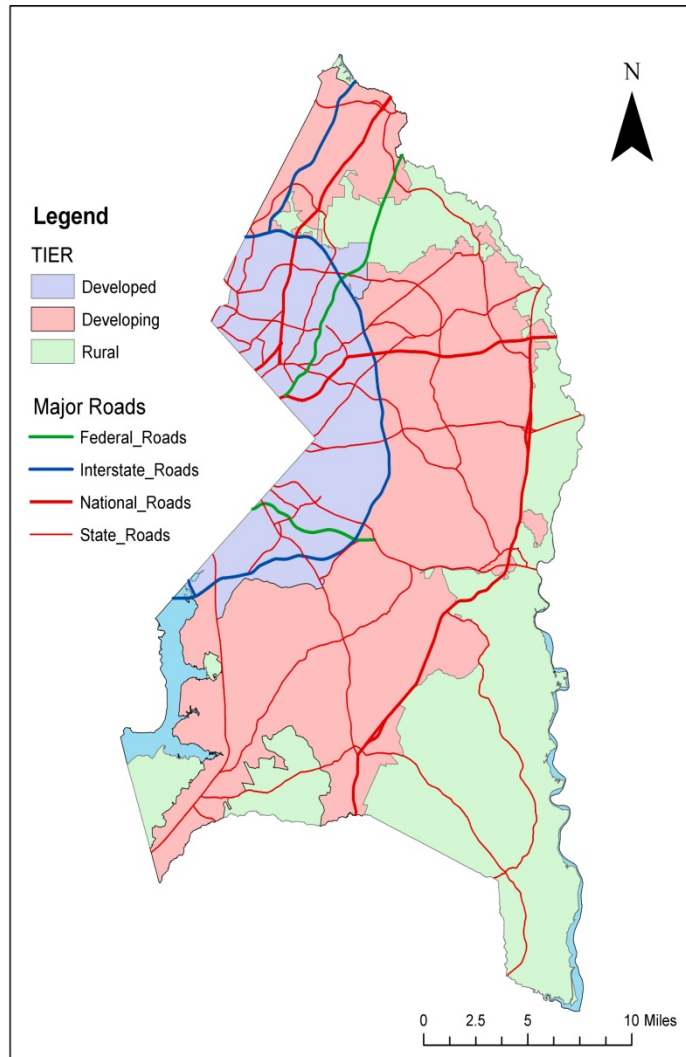 N
Legend
TIER
Developed
Developing
Rural
Major Roads
Federal_Roads
Interstate_Roads
National_Roads
State_Roads
0 2.5 5 10 Miles